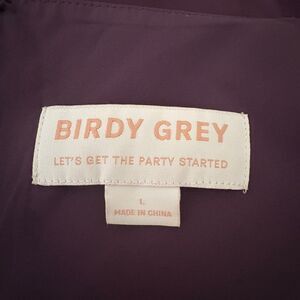 BIRDY GREY
LET'S GET THE PARTY STARTED
L
MADE IN CHINA